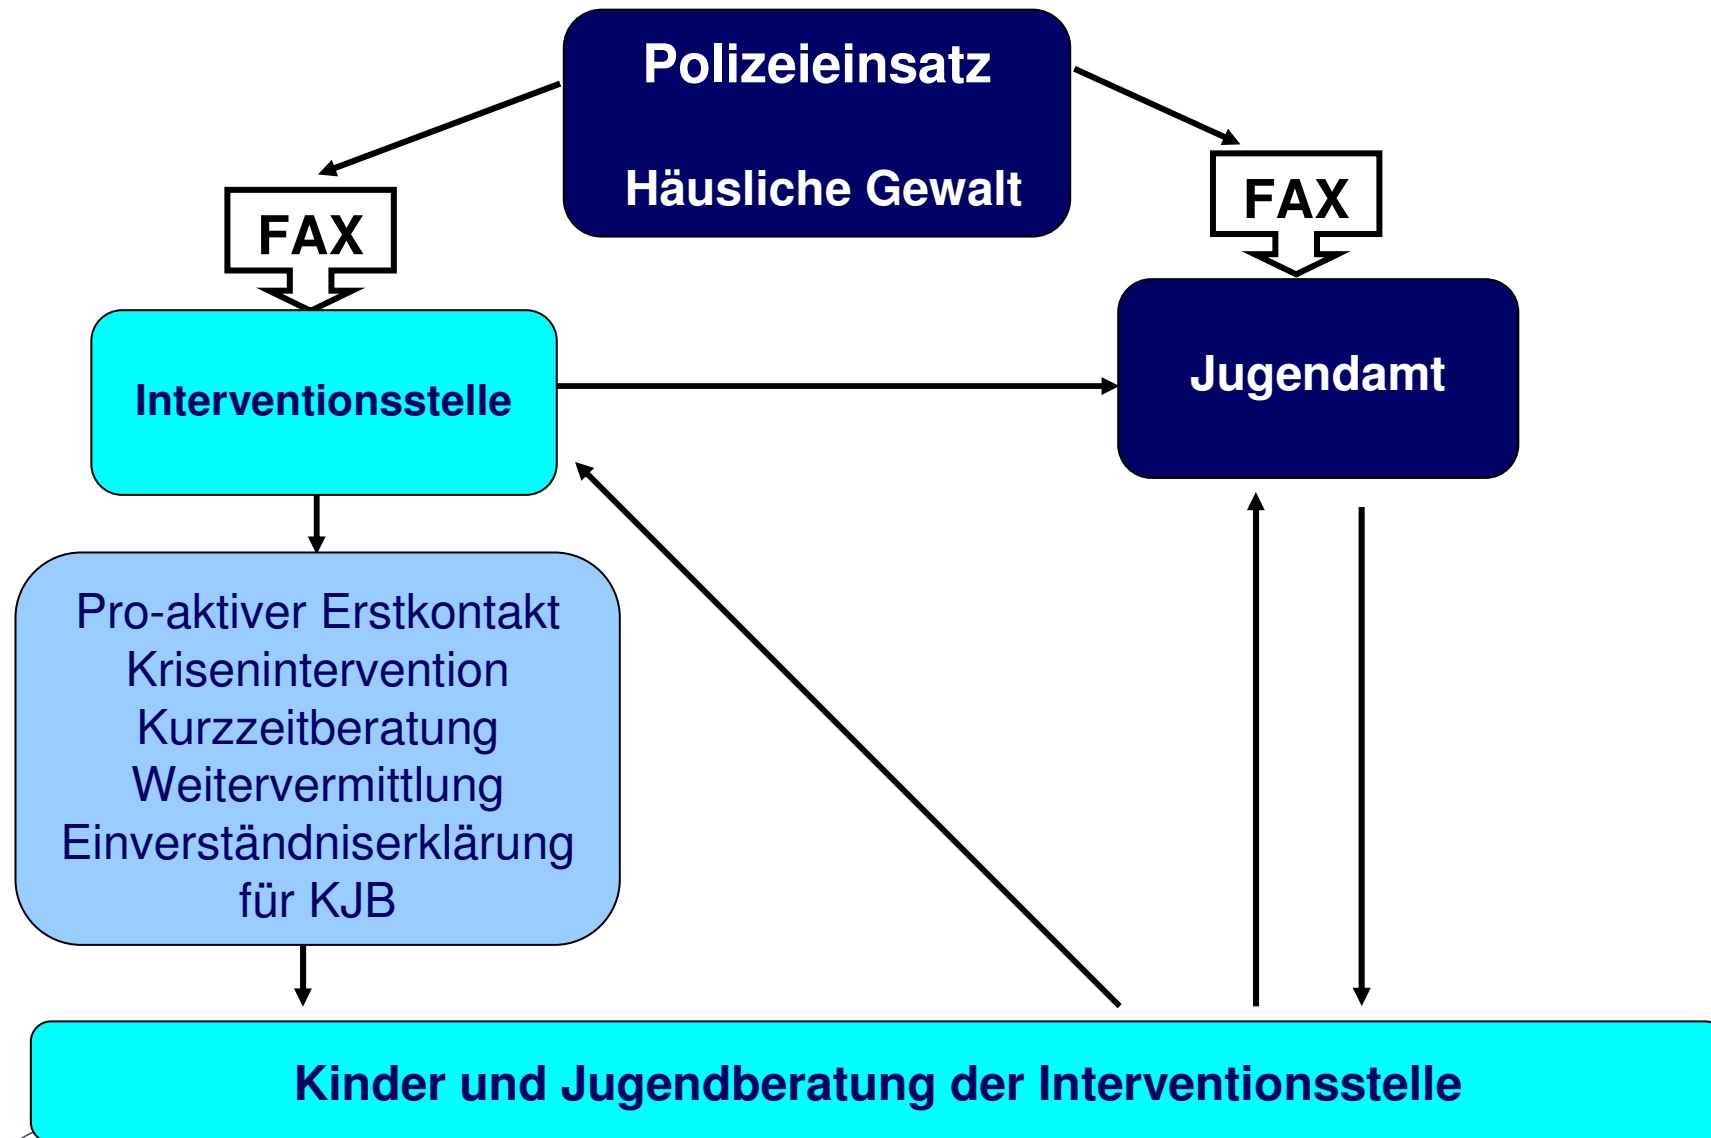 Polizeieinsatz
Häusliche Gewalt
FAX
FAX
Interventionsstelle
Jugendamt
Pro-aktiver Erstkontakt
Krisenintervention
Kurzzeitberatung
Weitervermittlung
Einverständniserklärung
für KJB
Kinder und Jugendberatung der Interventionsstelle